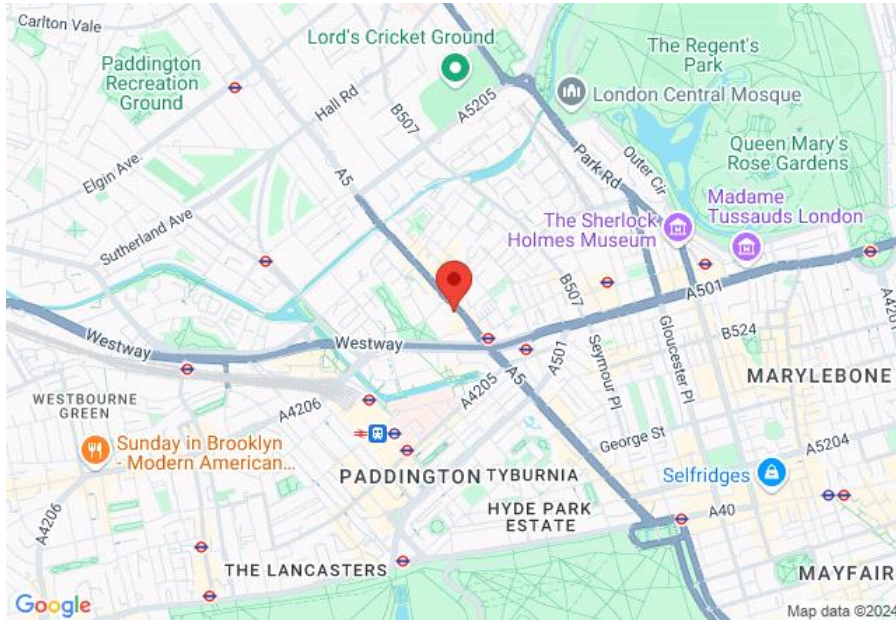 Carlton Vale
Lord's Cricket Ground
The Regent's
Park
Paddington
Recreation
Ground
Hall Rd
B507
A5205
London Central Mosque
Elgin Ave.
A5
Park Rd
Outer Cir
Queen Mary's
Rose Gardens
Sutherland Ave
The Sherlock
Holmes Museum
Madame
Tussauds London
B507
A501
Westway
Westway
A501
Seymour Pl
Gloucester Pl
B524
A4201
WESTBOURNE
GREEN
A4206
A4205
A5
MARYLEBONE
Sunday in Brooklyn
- Modern American...
George St
A5204
PADDINGTON
TYBURNIA
Selfridges
A4206
HYDE PARK
ESTATE
A40
THE LANCASTERS
MAYFAIR
Google
Map data ©2024